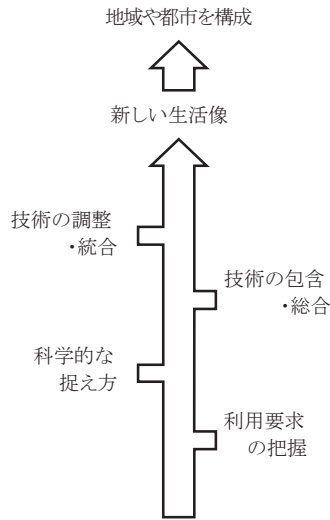 地域や都市を構成
新しい生活像
技術の調整
・統合
技術の包含
・総合
科学的な
捉え方
利用要求
の把握